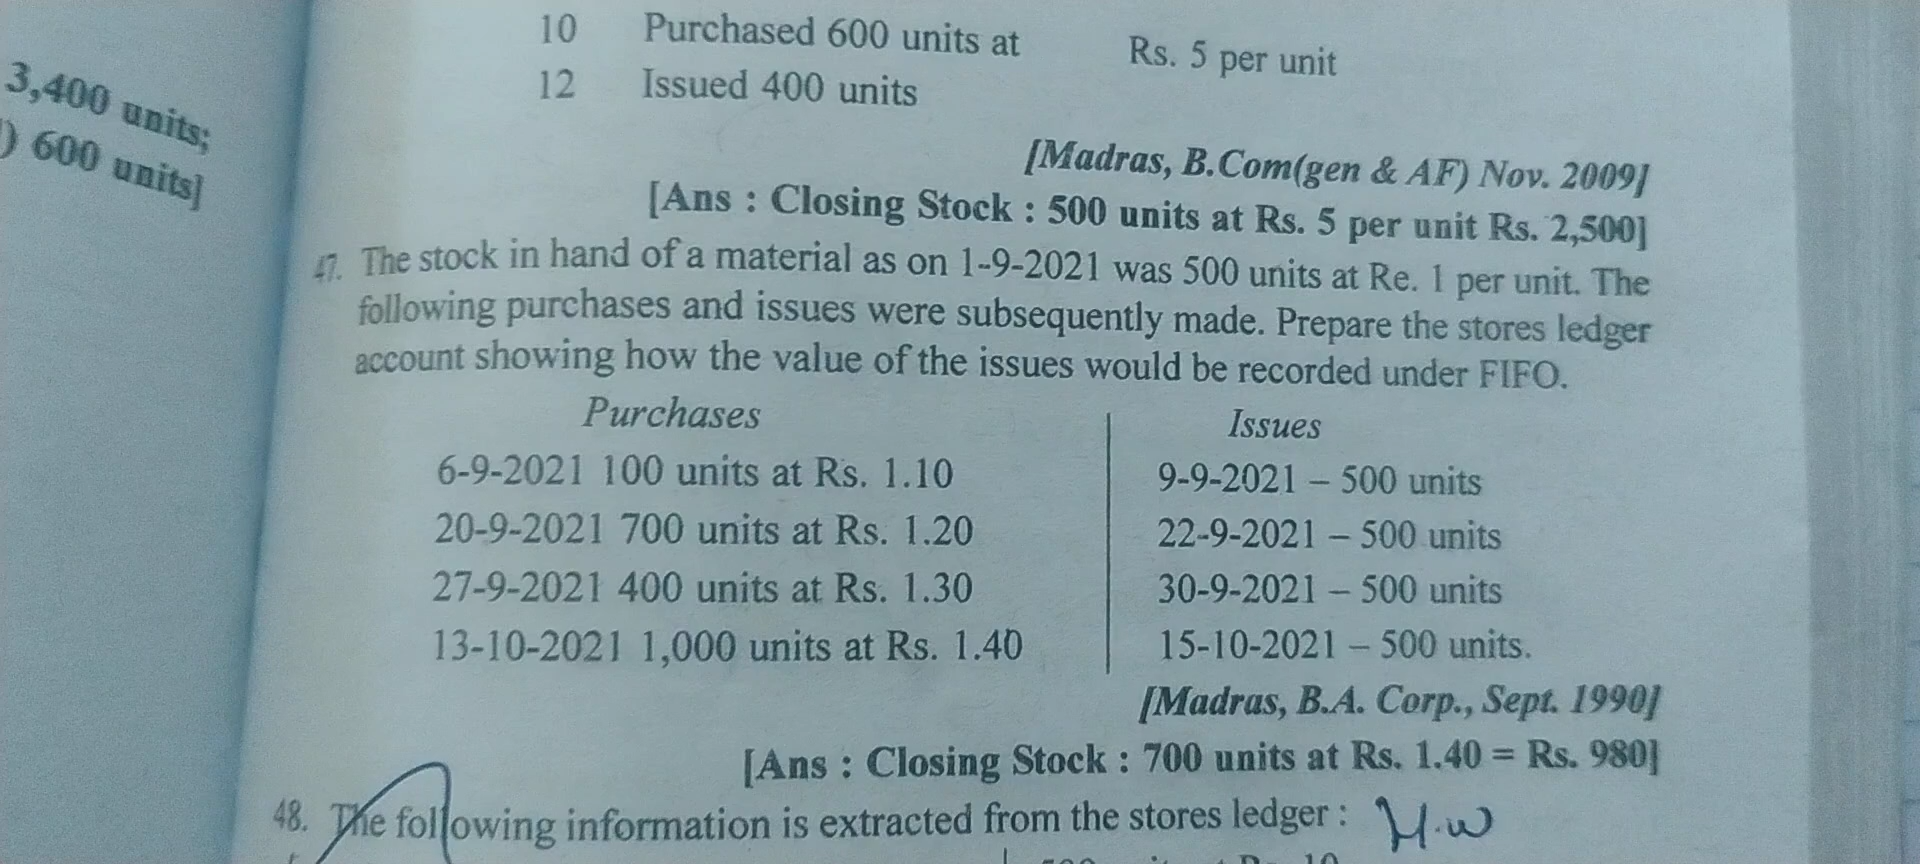 3,400 units;
) 600 units]
10 Purchased 600 units at Rs. 5 per unit
12 Issued 400 units
[Madras, B.Com(gen & AF) Nov. 2009]
[Ans : Closing Stock : 500 units at Rs. 5 per unit Rs. 2,500]
47. The stock in hand of a material as on 1-9-2021 was 500 units at Re. 1 per unit. The
following purchases and issues were subsequently made. Prepare the stores ledger
account showing how the value of the issues would be recorded under FIFO.
Purchases Issues
6-9-2021 100 units at Rs. 1.10 9-9-2021 – 500 units
20-9-2021 700 units at Rs. 1.20 22-9-2021 – 500 units
27-9-2021 400 units at Rs. 1.30 30-9-2021 – 500 units
13-10-2021 1,000 units at Rs. 1.40 15-10-2021 – 500 units.
[Madras, B.A. Corp., Sept. 1990]
[Ans : Closing Stock : 700 units at Rs. 1.40 = Rs. 980]
48. The following information is extracted from the stores ledger : H.W